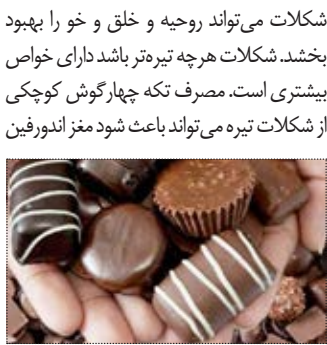 شکلات می‌تواند روحیه و خلق و خو را بهبود
بخشد. شکلات هرچه تیره‌تر باشد دارای خواص
بیشتری است. مصرف تکه چهارگوش کوچکی
از شکلات تیره می‌تواند باعث شود مغز اندورفین